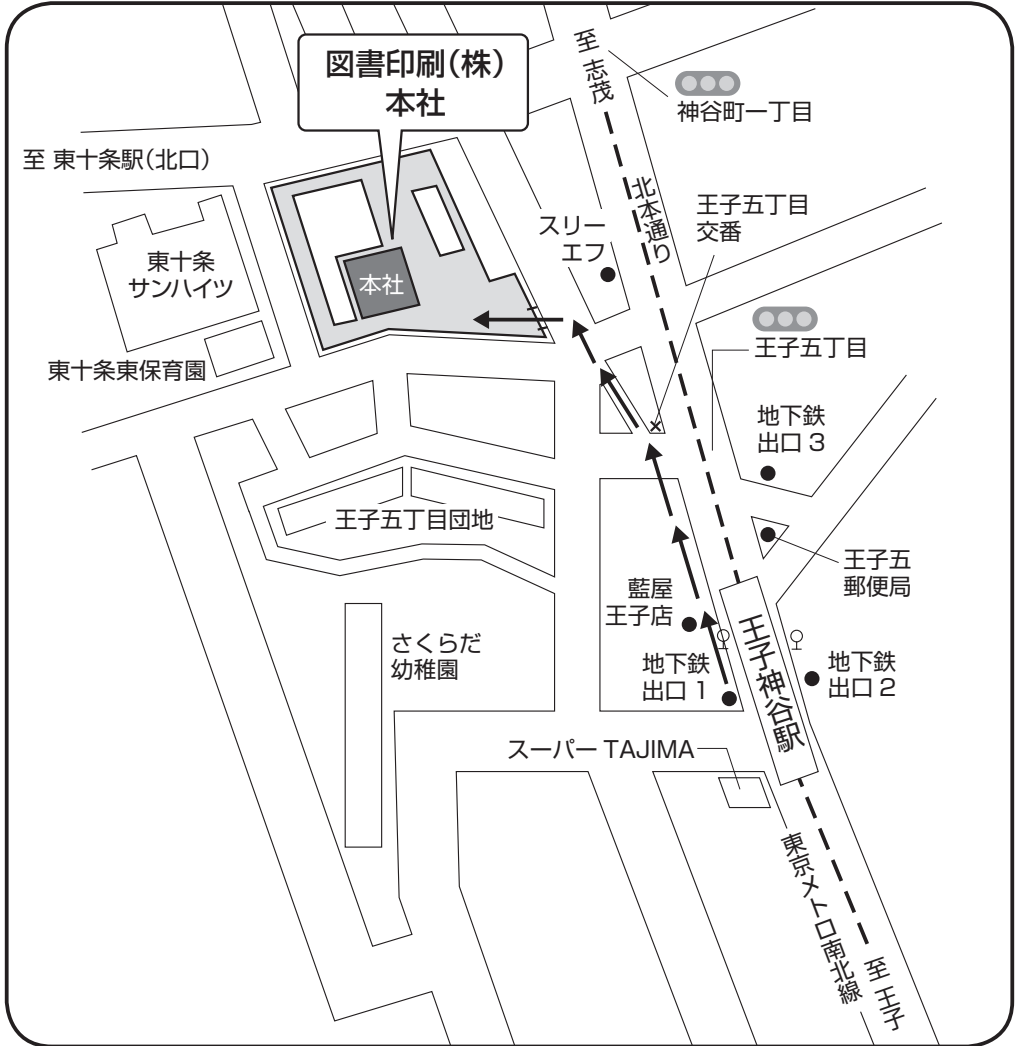 図書印刷(株)
本社
至 志茂
神谷町一丁目
至 東十条駅(北口)
北本通り
王子五丁目
交番
スリー
エフ
東十条
サンハイツ
本社
王子五丁目
東十条東保育園
地下鉄
出口 3
王子五丁目団地
王子五
郵便局
藍屋
王子店
さくらだ
幼稚園
地下鉄
出口 1
王子神谷駅
地下鉄
出口 2
スーパー TAJIMA
東京メトロ南北線
至 王子